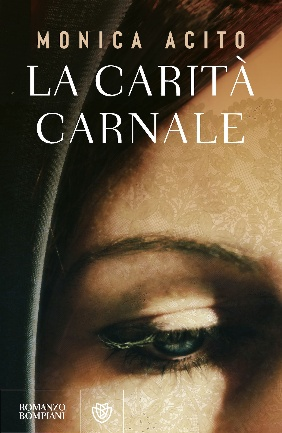 MONICA ACITO
LA CARITÀ
CARNALE
ROMANZO
BOMPIANI